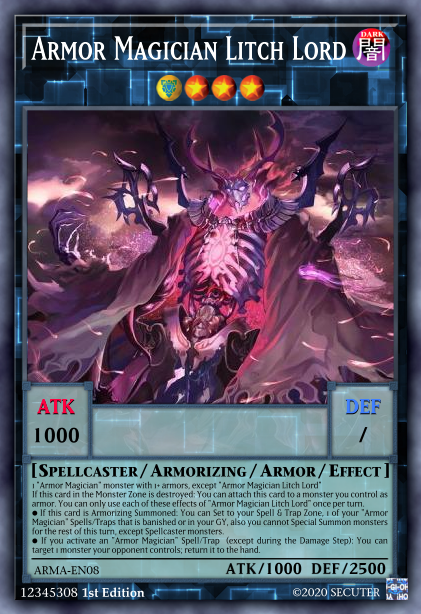 Armor Magician Litch Lord
DARK
闇
ATK
1000
DEF
/
[Spellcaster / Armorizing / Armor / Effect]
1 "Armor Magician" monster with 1+ armors, except "Armor Magician Litch Lord"
If this card in the Monster Zone is destroyed: You can attach this card to a monster you control as
armor. You can only use each of these effects of "Armor Magician Litch Lord" once per turn.
● If this card is Armorizing Summoned: You can Set to your Spell & Trap Zone, 1 of your "Armor
Magician" Spells/Traps that is banished or in your GY, also you cannot Special Summon monsters
for the rest of this turn, except Spellcaster monsters.
● If you activate an "Armor Magician" Spell/Trap (except during the Damage Step): You can
target 1 monster your opponent controls; return it to the hand.
ARMA-EN08
ATK/1000 DEF/2500
12345308 1st Edition
©2020 SECUTER